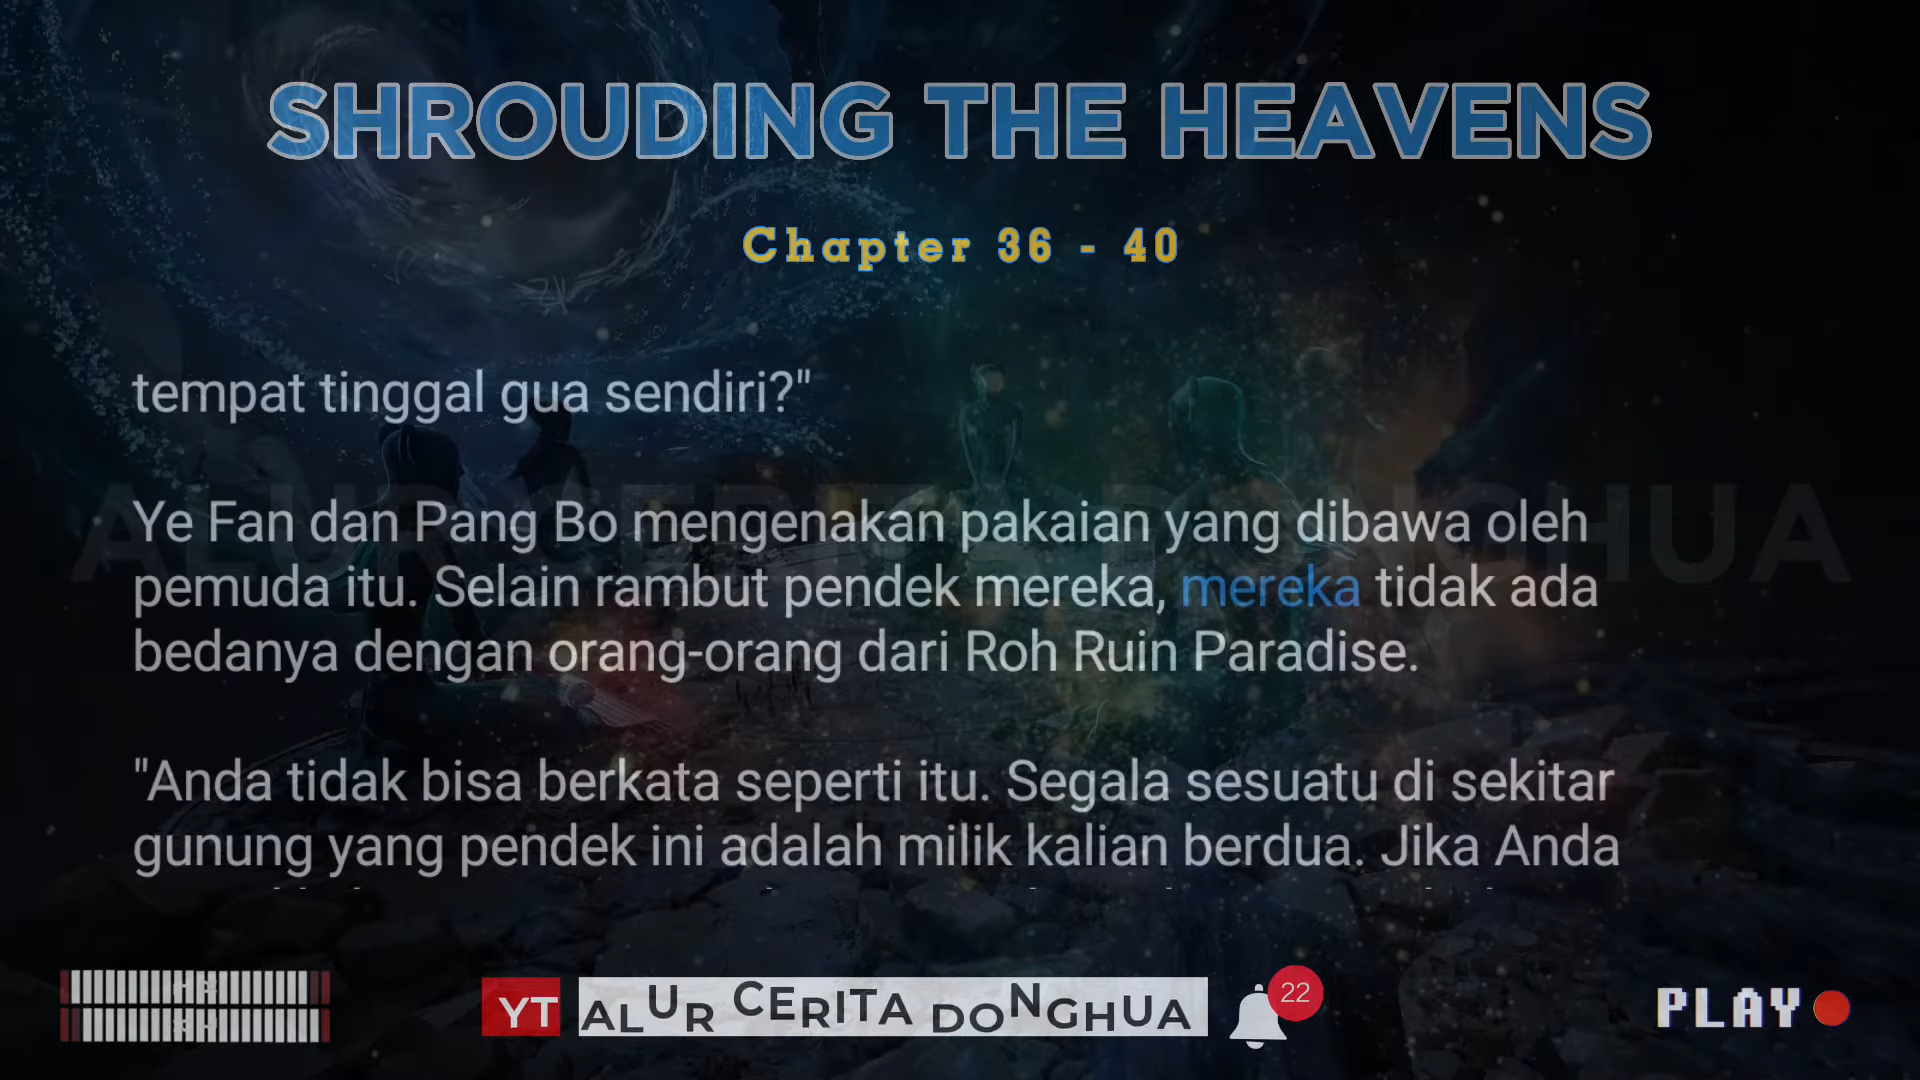 SHROUDING THE HEAVENS
Chapter 36 - 40
tempat tinggal gua sendiri?"
Ye Fan dan Pang Bo mengenakan pakaian yang dibawa oleh
pemuda itu. Selain rambut pendek mereka, mereka tidak ada
bedanya dengan orang-orang dari Roh Ruin Paradise.
"Anda tidak bisa berkata seperti itu. Segala sesuatu di sekitar
gunung yang pendek ini adalah milik kalian berdua. Jika Anda
ALUR CERITA DONGHUA
YT ALUR CERITA DONGHUA 22
PLAY